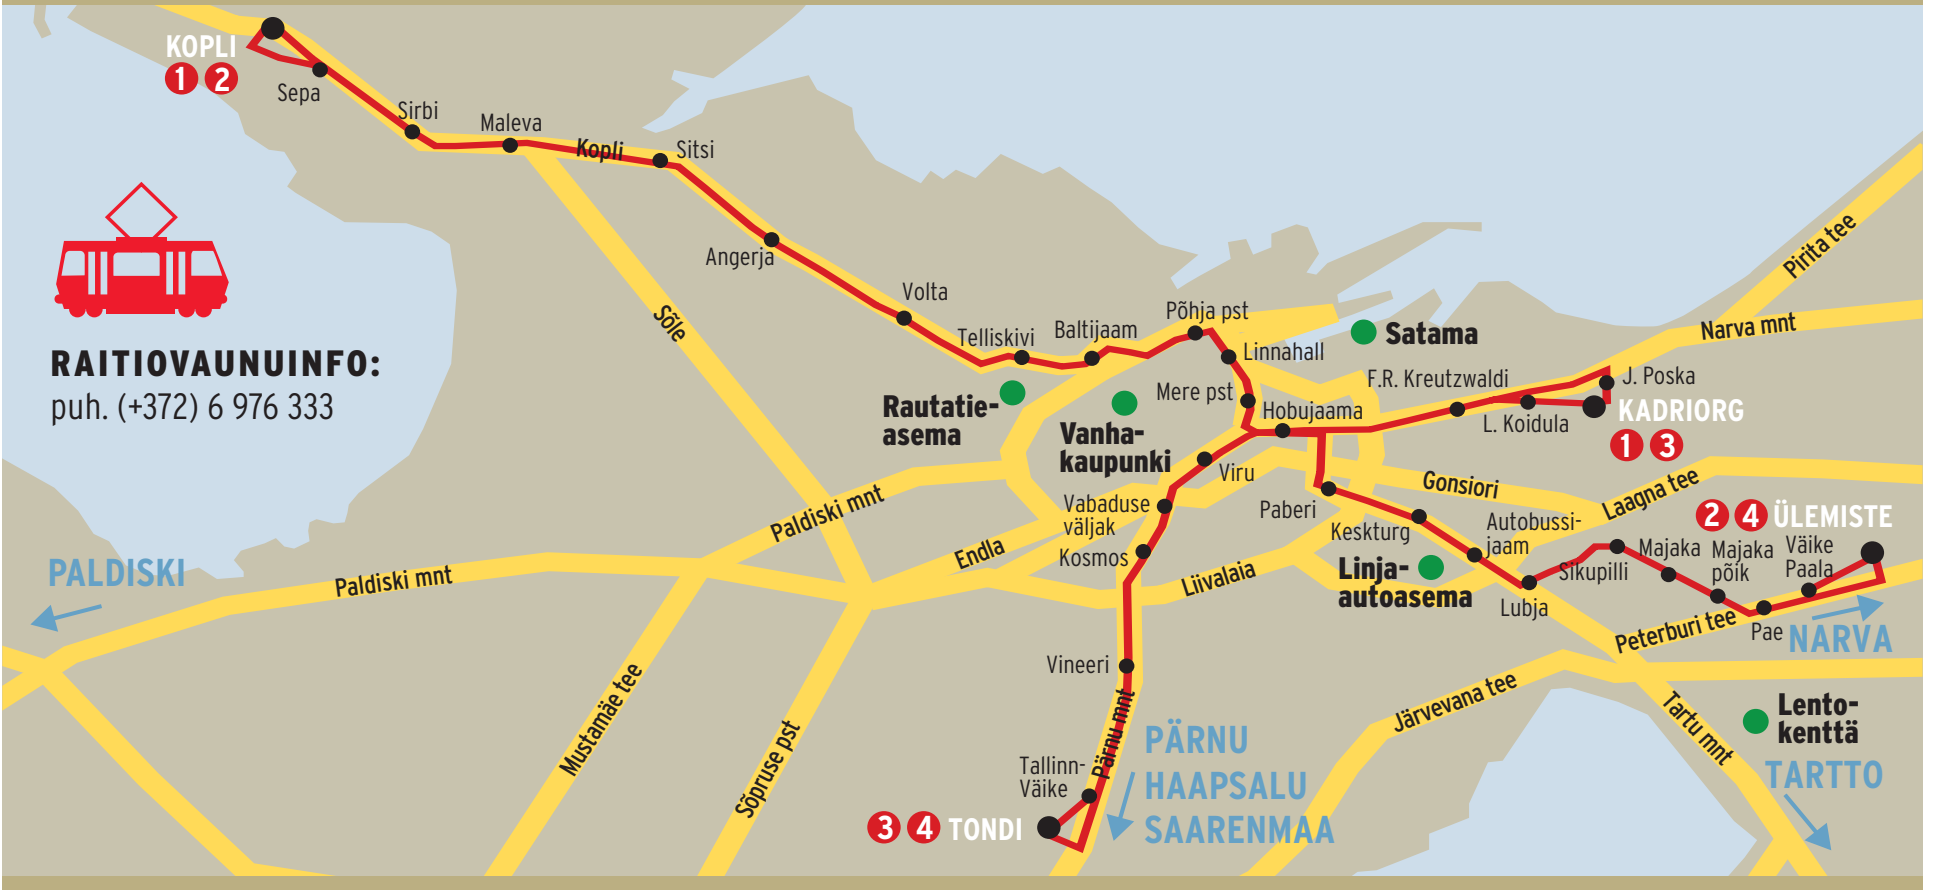 KOPLI
1 2
Sepa
Sirbi
Maleva
Kopli
Sitsi
Angerja
Volta
Telliskivi
Baltijaam
Põhja pst
Linnahall
Mere pst
Hobujaama
F.R. Kreutzwaldi
L. Koidula
J. Poska
KADRIORG
1 3
Pirita tee
Narva mnt
Satama
Sõle
RAITIOVAUNUINFO:
puh. (+372) 6 976 333
Rautatie-
asema
Vanha-
kaupunki
Viru
Vabaduse
väljak
Kosmos
Paberi
Keskturg
Autobussi-
jaam
Gonsiori
Laagna tee
2 4 ÜLEMISTE
Lubja
Sikupilli
Majaka
Majaka
põik
Väike
Paala
Pae
Peterburi tee
NARVA
Linja-
autoasema
Liivalaia
Endla
Paldiski mnt
Paldiski mnt
PALDISKI
Mustamäe tee
Sõpruse pst
Vineeri
Pärnu mnt
Tallinn-
Väike
3 4 TONDI
PÄRNU
HAAPSALU
SAARENMAA
Järvevana tee
Tartu mnt
Lento-
kenttä
TARTTO